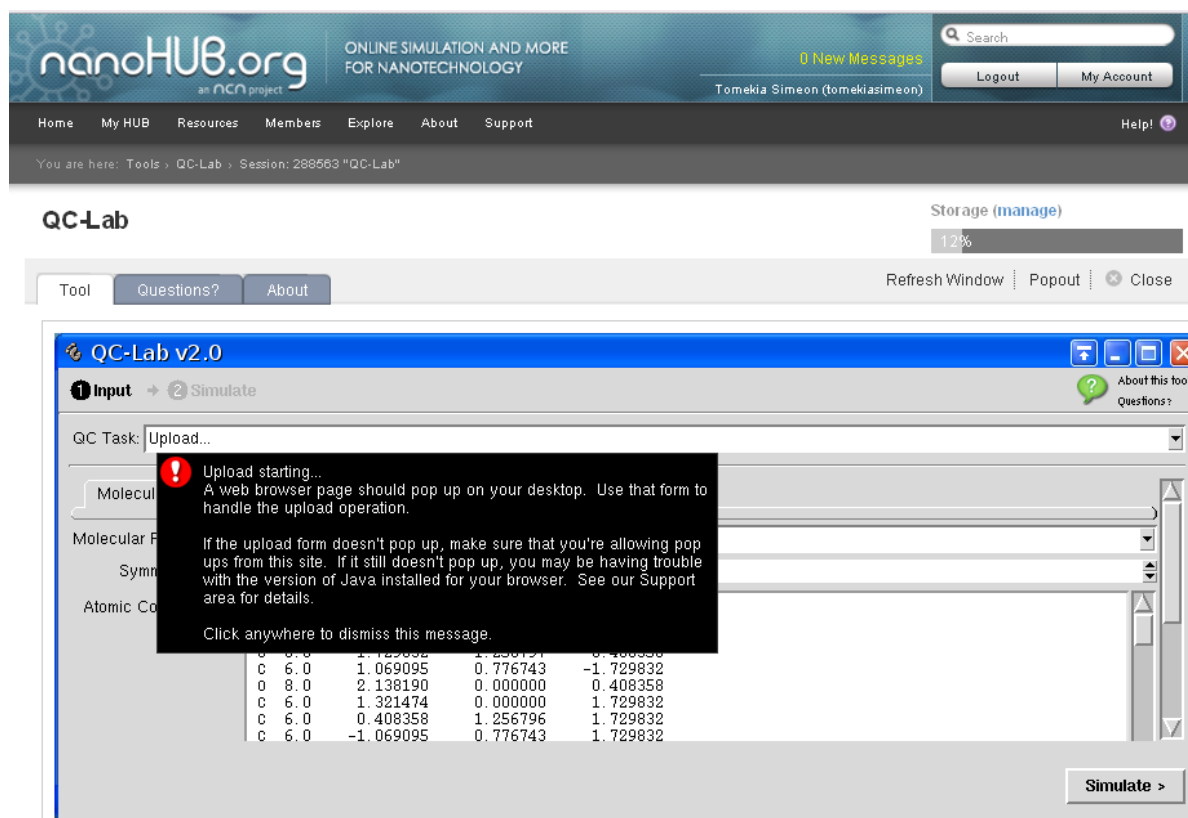 nanoHUB.org
an ncn project
ONLINE SIMULATION AND MORE
FOR NANOTECHNOLOGY
0 New Messages
Tomekia Simeon (tomekiasimeon)
Search
Logout
My Account
Home My HUB Resources Members Explore About Support
Help!
You are here: Tools › QC-Lab › Session: 288563 "QC-Lab"
QC-Lab
Storage (manage)
12%
Tool Questions? About
Refresh Window Popout Close
QC-Lab v2.0
1 Input → 2 Simulate
About this too
Questions?
QC Task: Upload...
Upload starting...
A web browser page should pop up on your desktop. Use that form to
handle the upload operation.
If the upload form doesn't pop up, make sure that you're allowing pop
ups from this site. If it still doesn't pop up, you may be having trouble
with the version of Java installed for your browser. See our Support
area for details.
Click anywhere to dismiss this message.
Molecul
Molecular F
Symm
Atomic Co
C 6.0 1.069095 0.776743 -1.729832
O 8.0 2.138190 0.000000 0.408358
C 6.0 1.321474 0.000000 1.729832
C 6.0 0.408358 1.256796 1.729832
C 6.0 -1.069095 0.776743 1.729832
Simulate >